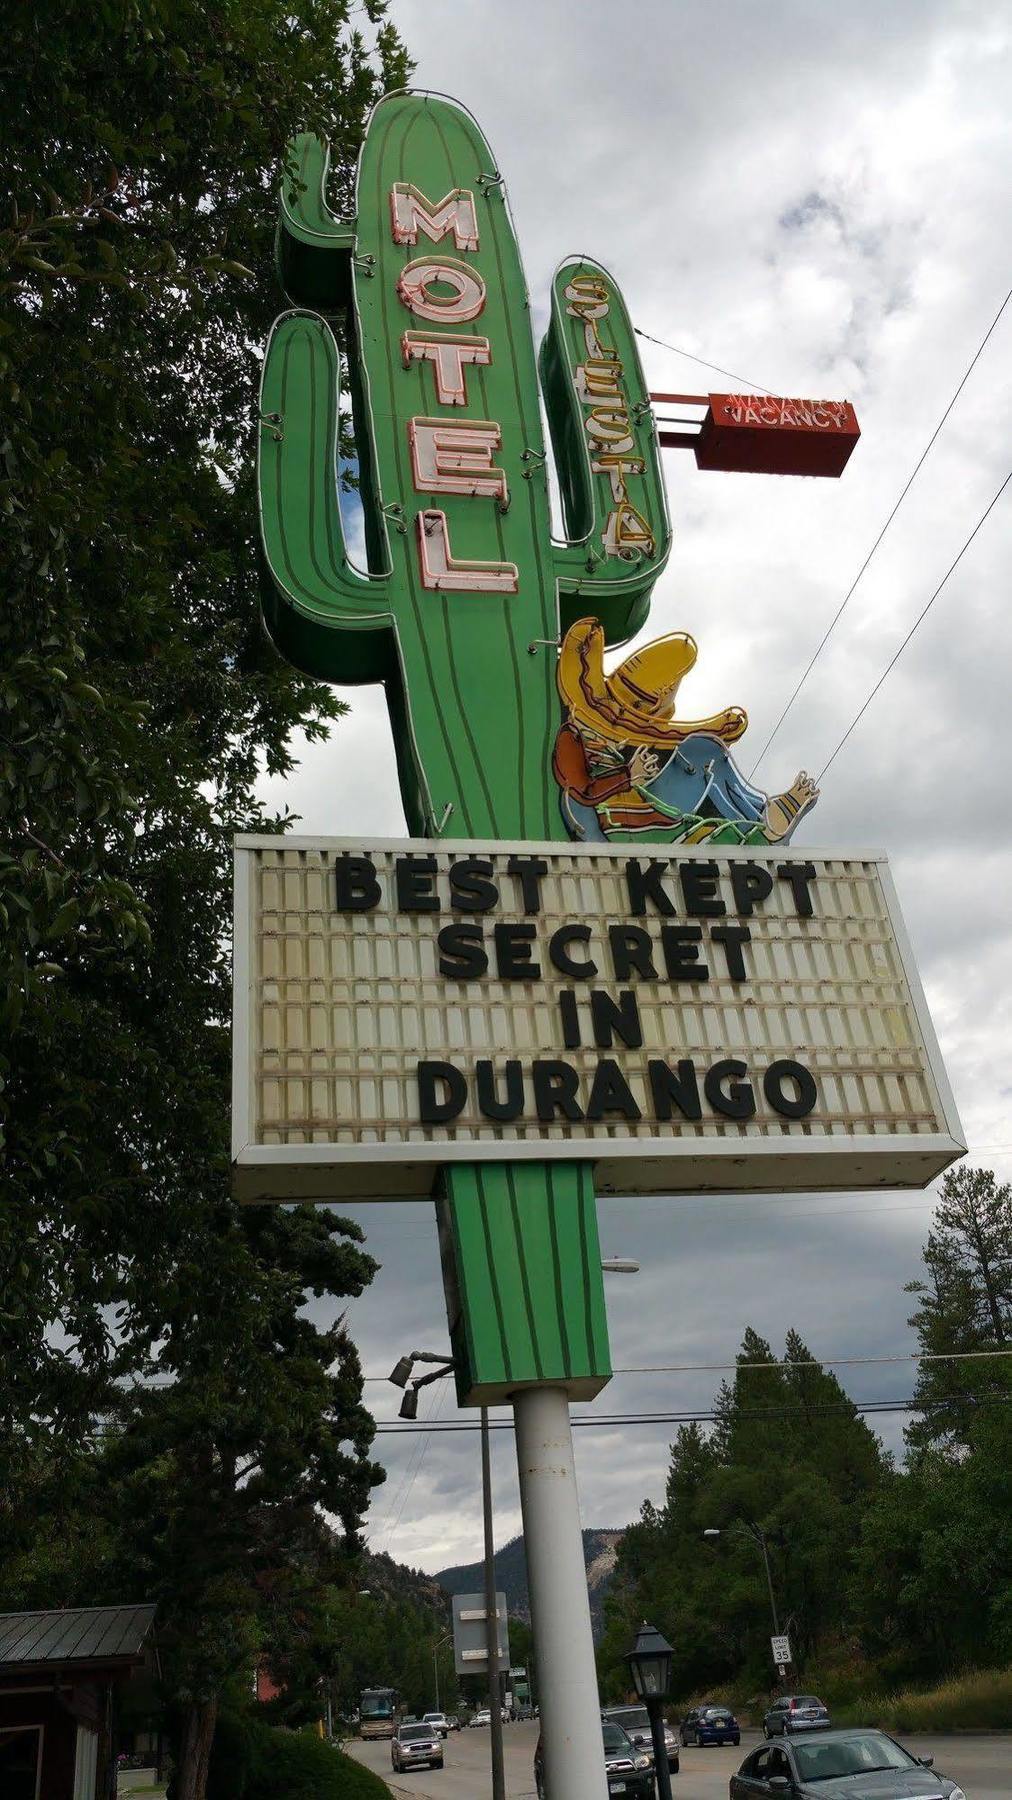 MOTEL
SIESTA
VACANCY
BEST KEPT
SECRET
IN
DURANGO
SPEED
LIMIT
35